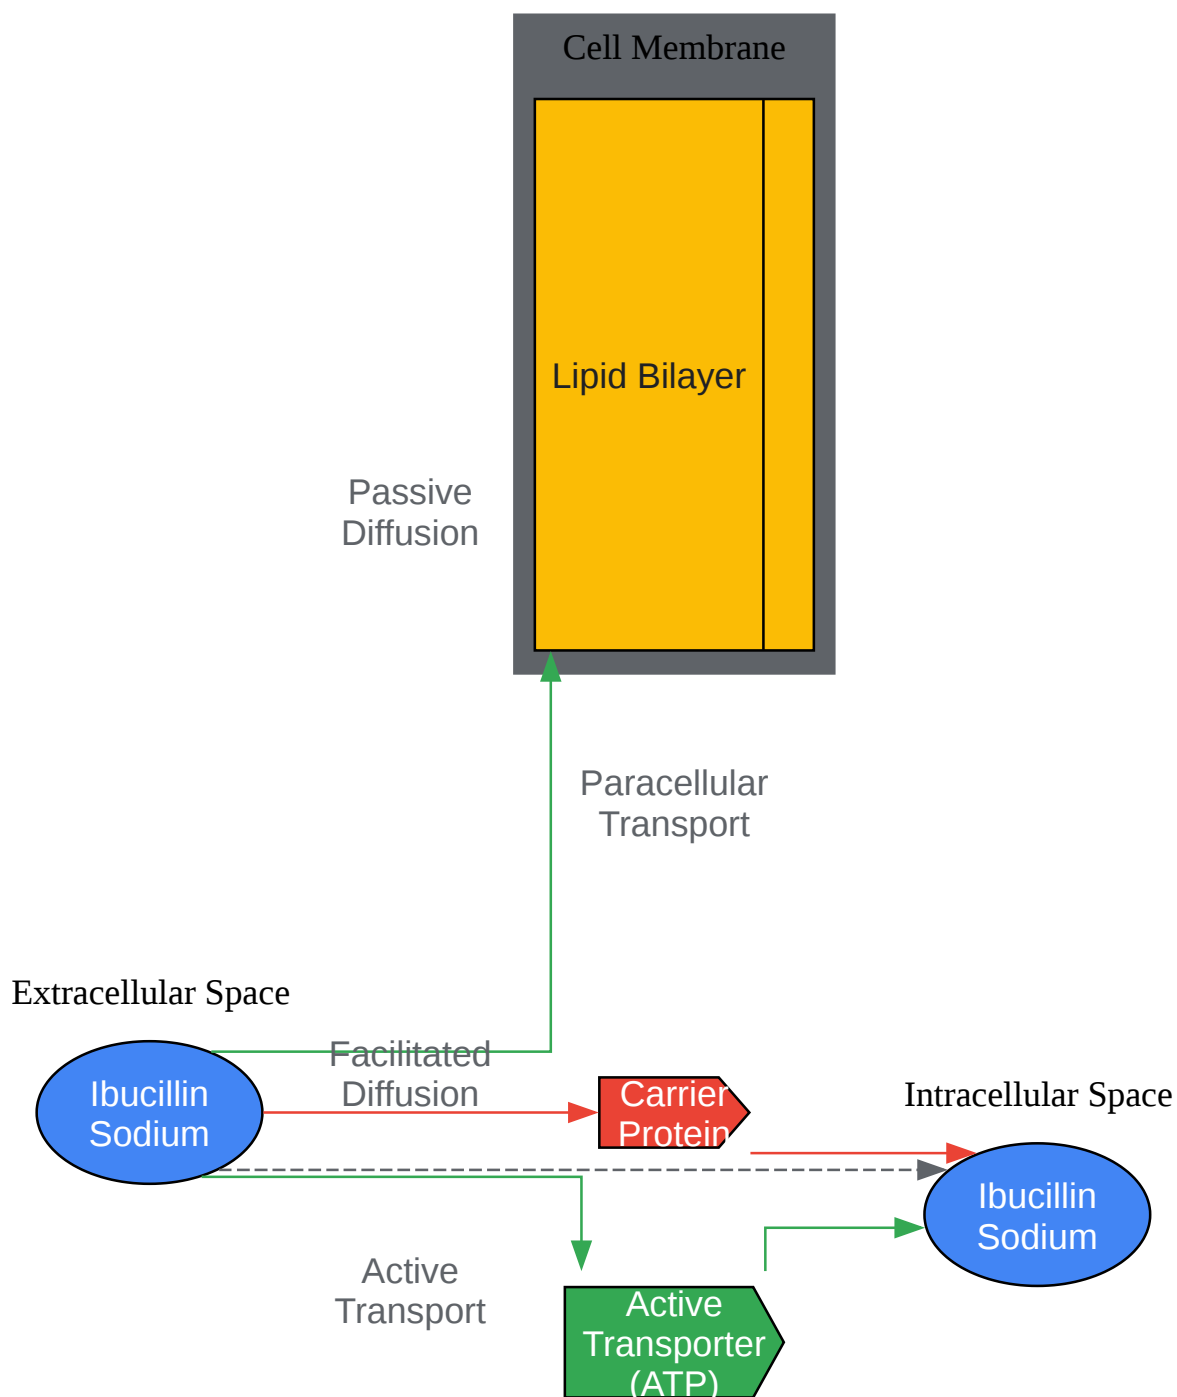 Cell Membrane
Lipid Bilayer
Passive
Diffusion
Paracellular
Transport
Extracellular Space
Facilitated
Diffusion
Ibucillin
Sodium
Carrier
Protein
Intracellular Space
Ibucillin
Sodium
Active
Transport
Active
Transporter
(ATP)